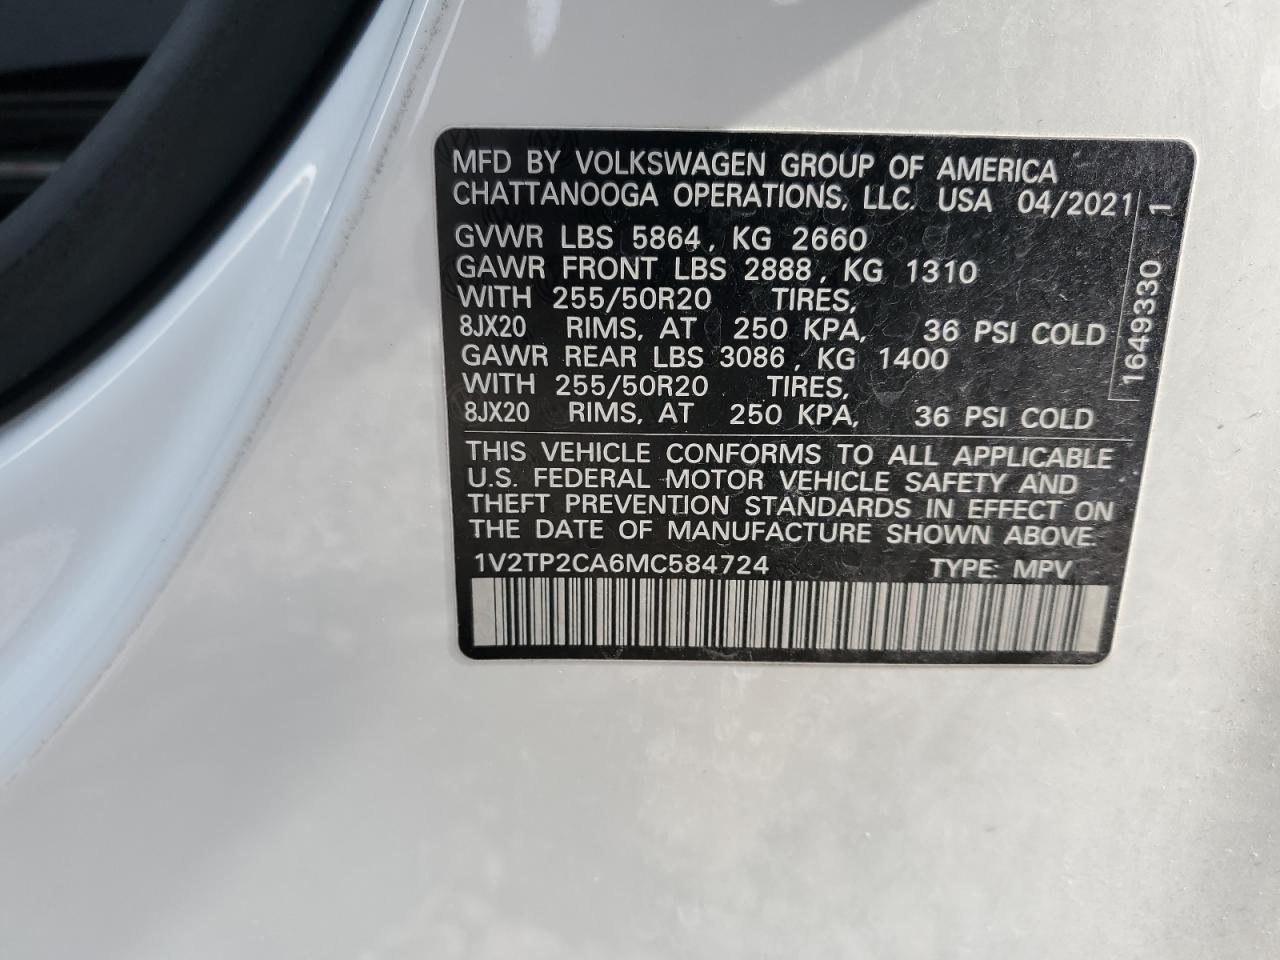 MFD BY VOLKSWAGEN GROUP OF AMERICA
CHATTANOOGA OPERATIONS, LLC. USA 04/2021
GVWR LBS 5864, KG 2660
GAWR FRONT LBS 2888, KG 1310
WITH 255/50R20 TIRES,
8JX20 RIMS, AT 250 KPA, 36 PSI COLD
GAWR REAR LBS 3086, KG 1400
WITH 255/50R20 TIRES,
8JX20 RIMS, AT 250 KPA, 36 PSI COLD
THIS VEHICLE CONFORMS TO ALL APPLICABLE
U.S. FEDERAL MOTOR VEHICLE SAFETY AND
THEFT PREVENTION STANDARDS IN EFFECT ON
THE DATE OF MANUFACTURE SHOWN ABOVE.
1V2TP2CA6MC584724 TYPE: MPV
1649330 1